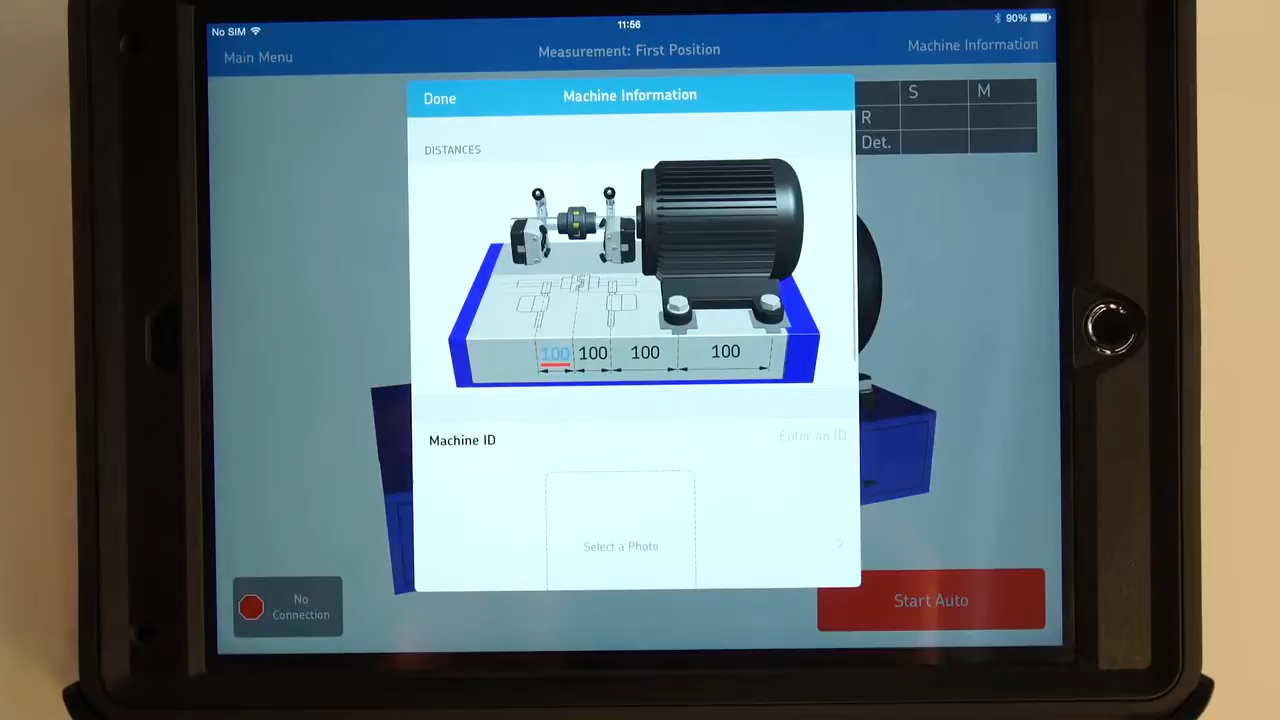 No SIM 11:56 90%
Main Menu Measurement: First Position Machine Information
Done Machine Information
S M
R
Det.
DISTANCES
100 100 100 100
Machine ID Enter an ID
Select a Photo
No
Connection
Start Auto